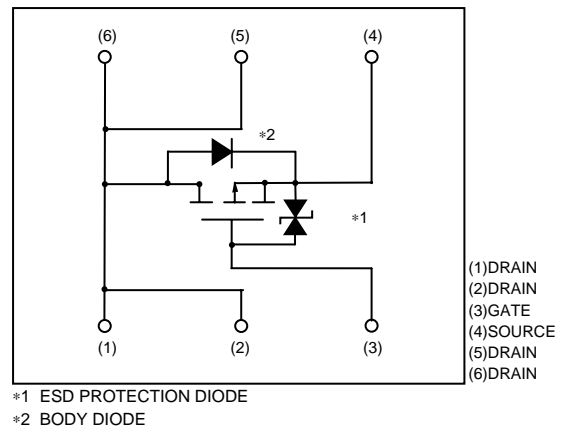 (6) (5) (4)
∗2
∗1
(1) (2) (3)
(1)DRAIN
(2)DRAIN
(3)GATE
(4)SOURCE
(5)DRAIN
(6)DRAIN
∗1 ESD PROTECTION DIODE
∗2 BODY DIODE